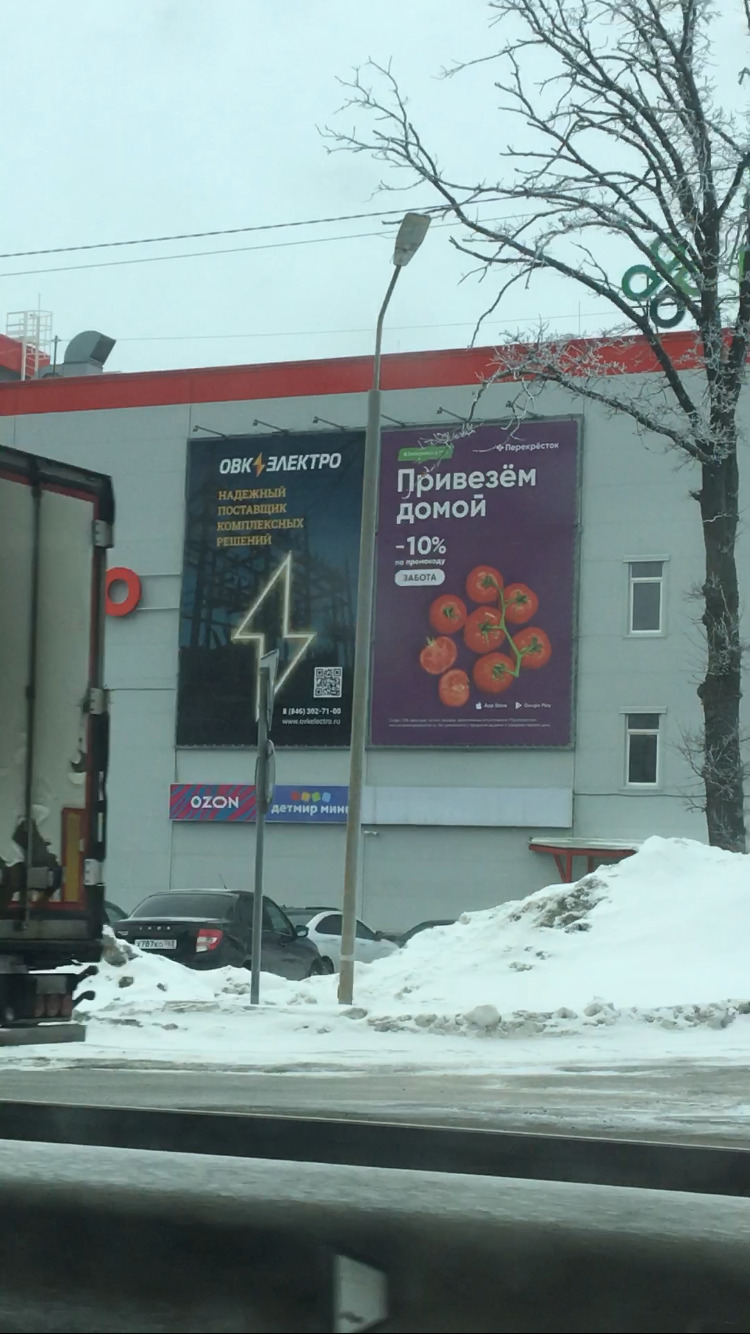 ОВК ЭЛЕКТРО
НАДЕЖНЫЙ
ПОСТАВЩИК
КОМПЛЕКСНЫХ
РЕШЕНИЙ
8 (846) 302-71-00
www.ovkelectro.ru
Перекрёсток
Привезём
домой
-10%
по промокоду
ЗАБОТА
App Store
Google Play
OZON
детмир мини
О